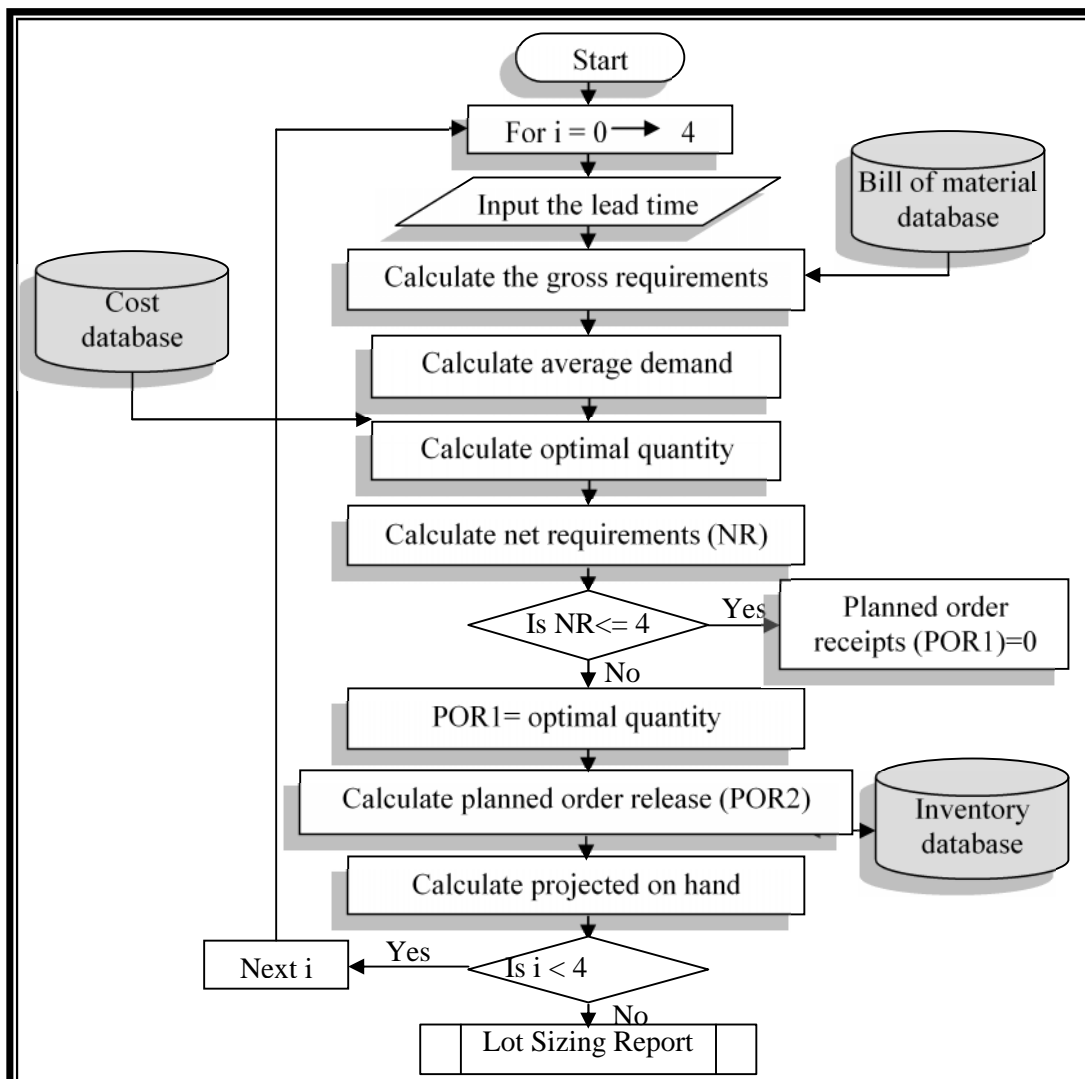 Start
For i = 0 → 4
Input the lead time
Bill of material
database
Calculate the gross requirements
Cost
database
Calculate average demand
Calculate optimal quantity
Calculate net requirements (NR)
Is NR<= 4
Yes
Planned order
receipts (POR1)=0
No
POR1= optimal quantity
Calculate planned order release (POR2)
Inventory
database
Calculate projected on hand
Is i < 4
Yes
Next i
No
Lot Sizing Report